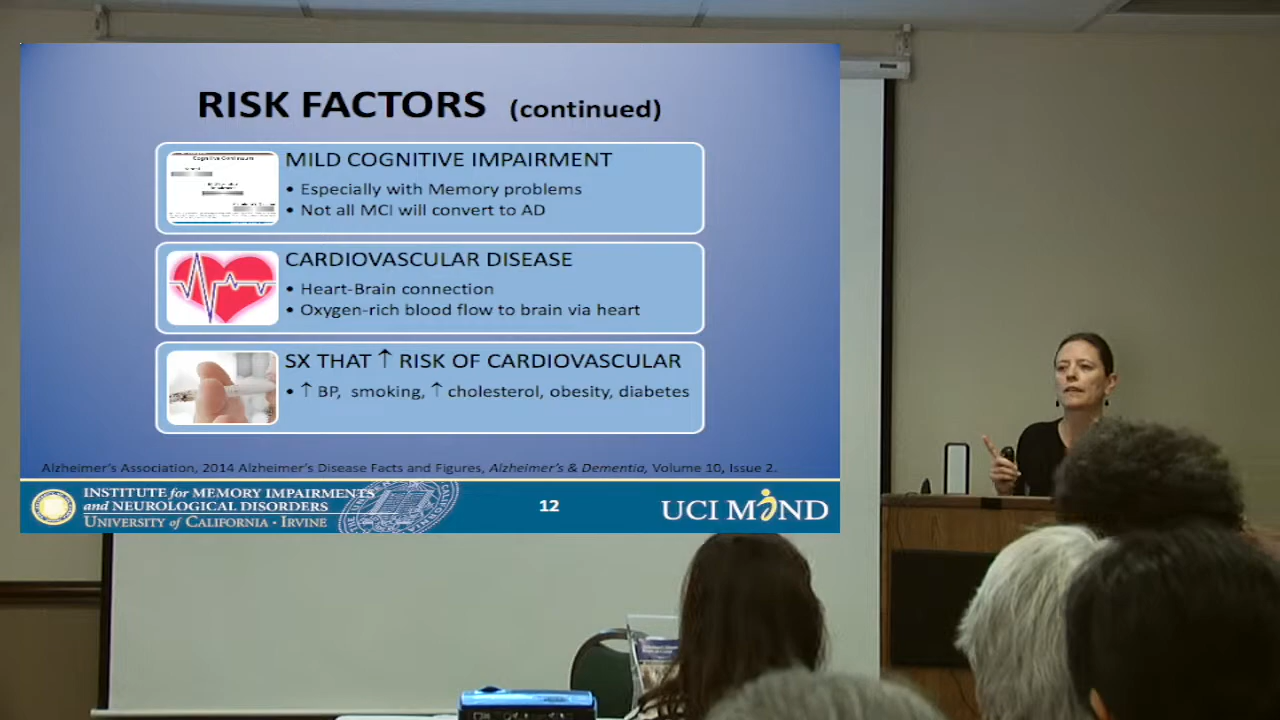 RISK FACTORS (continued)
Cognitive Continuum
MILD COGNITIVE IMPAIRMENT
• Especially with Memory problems
• Not all MCI will convert to AD
CARDIOVASCULAR DISEASE
• Heart-Brain connection
• Oxygen-rich blood flow to brain via heart
SX THAT ↑ RISK OF CARDIOVASCULAR
• ↑ BP, smoking, ↑ cholesterol, obesity, diabetes
Alzheimer's Association, 2014 Alzheimer's Disease Facts and Figures, Alzheimer's & Dementia, Volume 10, Issue 2.
INSTITUTE for MEMORY IMPAIRMENTS
and NEUROLOGICAL DISORDERS
UNIVERSITY of CALIFORNIA · IRVINE
12
UCI MIND